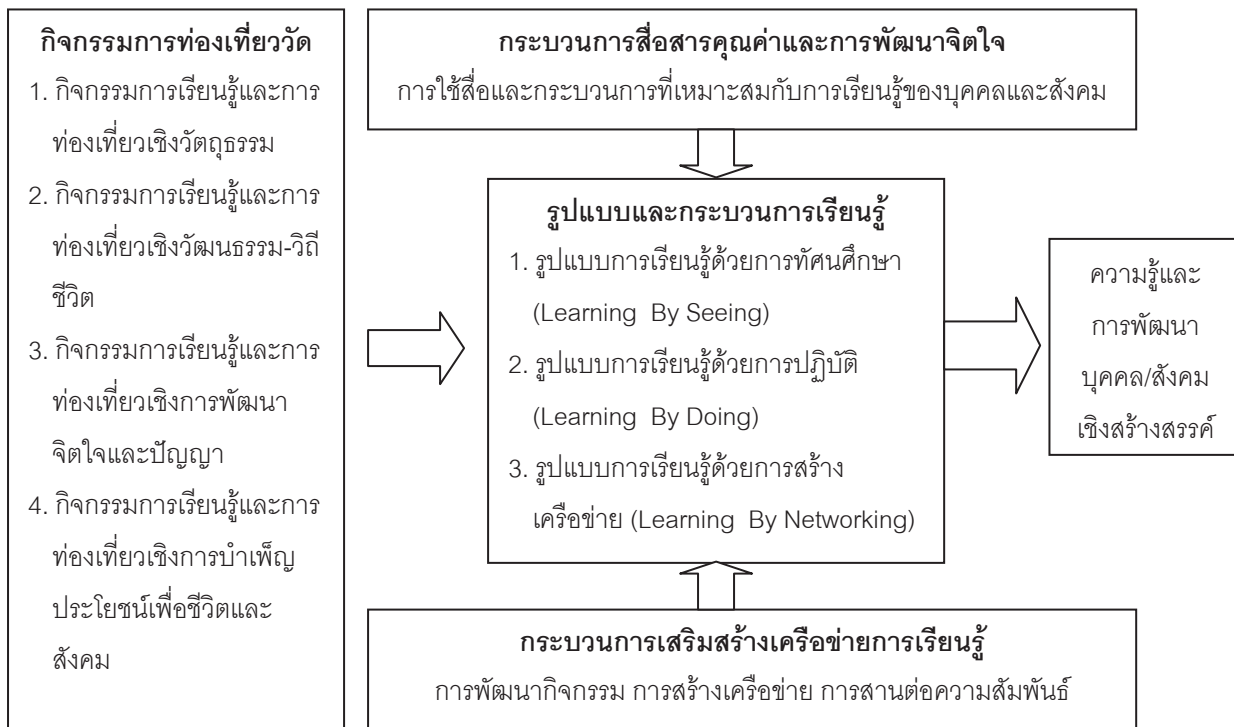 กิจกรรมการท่องเที่ยววัด
1. กิจกรรมการเรียนรู้และการ
ท่องเที่ยวเชิงวัตถุธรรม
2. กิจกรรมการเรียนรู้และการ
ท่องเที่ยวเชิงวัฒนธรรม-วิถี
ชีวิต
3. กิจกรรมการเรียนรู้และการ
ท่องเที่ยวเชิงการพัฒนา
จิตใจและปัญญา
4. กิจกรรมการเรียนรู้และการ
ท่องเที่ยวเชิงการบำเพ็ญ
ประโยชน์เพื่อชีวิตและ
สังคม
กระบวนการสื่อสารคุณค่าและการพัฒนาจิตใจ
การใช้สื่อและกระบวนการที่เหมาะสมกับการเรียนรู้ของบุคคลและสังคม
รูปแบบและกระบวนการเรียนรู้
1. รูปแบบการเรียนรู้ด้วยการทัศนศึกษา
(Learning By Seeing)
2. รูปแบบการเรียนรู้ด้วยการปฏิบัติ
(Learning By Doing)
3. รูปแบบการเรียนรู้ด้วยการสร้าง
เครือข่าย (Learning By Networking)
กระบวนการเสริมสร้างเครือข่ายการเรียนรู้
การพัฒนากิจกรรม การสร้างเครือข่าย การสานต่อความสัมพันธ์
ความรู้และ
การพัฒนา
บุคคล/สังคม
เชิงสร้างสรรค์